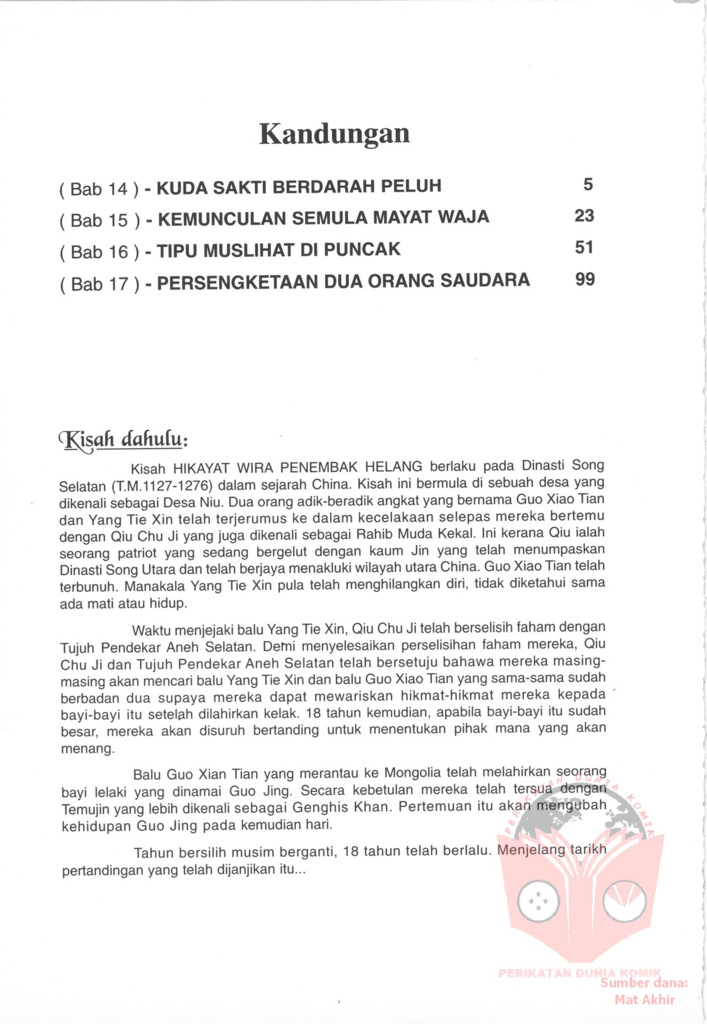 Kandungan
( Bab 14 ) - KUDA SAKTI BERDARAH PELUH 5
( Bab 15 ) - KEMUNCULAN SEMULA MAYAT WAJA 23
( Bab 16 ) - TIPU MUSLIHAT DI PUNCAK 51
( Bab 17 ) - PERSENGKETAAN DUA ORANG SAUDARA 99
Kisah dahulu:
Kisah HIKAYAT WIRA PENEMBAK HELANG berlaku pada Dinasti Song
Selatan (T.M.1127-1276) dalam sejarah China. Kisah ini bermula di sebuah desa yang
dikenali sebagai Desa Niu. Dua orang adik-beradik angkat yang bernama Guo Xiao Tian
dan Yang Tie Xin telah terjerumus ke dalam kecelakaan selepas mereka bertemu
dengan Qiu Chu Ji yang juga dikenali sebagai Rahib Muda Kekal. Ini kerana Qiu ialah
seorang patriot yang sedang bergelut dengan kaum Jin yang telah menumpaskan
Dinasti Song Utara dan telah berjaya menakluki wilayah utara China. Guo Xiao Tian telah
terbunuh. Manakala Yang Tie Xin pula telah menghilangkan diri, tidak diketahui sama
ada mati atau hidup.
Waktu menjejaki balu Yang Tie Xin, Qiu Chu Ji telah berselisih faham dengan
Tujuh Pendekar Aneh Selatan. Demi menyelesaikan perselisihan faham mereka, Qiu
Chu Ji dan Tujuh Pendekar Aneh Selatan telah bersetuju bahawa mereka masing-
masing akan mencari balu Yang Tie Xin dan balu Guo Xiao Tian yang sama-sama sudah
berbadan dua supaya mereka dapat mewariskan hikmat-hikmat mereka kepada
bayi-bayi itu setelah dilahirkan kelak. 18 tahun kemudian, apabila bayi-bayi itu sudah
besar, mereka akan disuruh bertanding untuk menentukan pihak mana yang akan
menang.
Balu Guo Xian Tian yang merantau ke Mongolia telah melahirkan seorang
bayi lelaki yang dinamai Guo Jing. Secara kebetulan mereka telah tersua dengan
Temujin yang lebih dikenali sebagai Genghis Khan. Pertemuan itu akan mengubah
kehidupan Guo Jing pada kemudian hari.
Tahun bersilih musim berganti, 18 tahun telah berlalu. Menjelang tarikh
pertandingan yang telah dijanjikan itu...
PERIKATAN DUNIA KOMIK
PERIKATAN DUNIA KOMIK
Sumber dana:
Mat Akhir